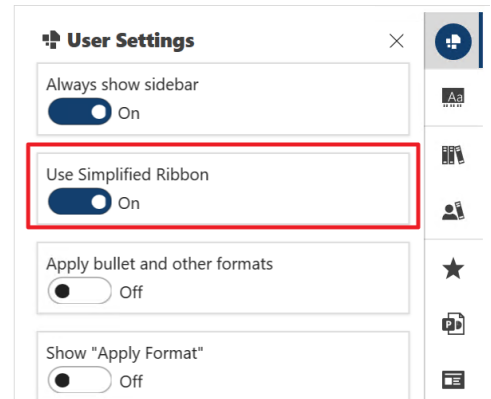 User Settings
Always show sidebar
On
Use Simplified Ribbon
On
Apply bullet and other formats
Off
Show "Apply Format"
Off
Aa
P